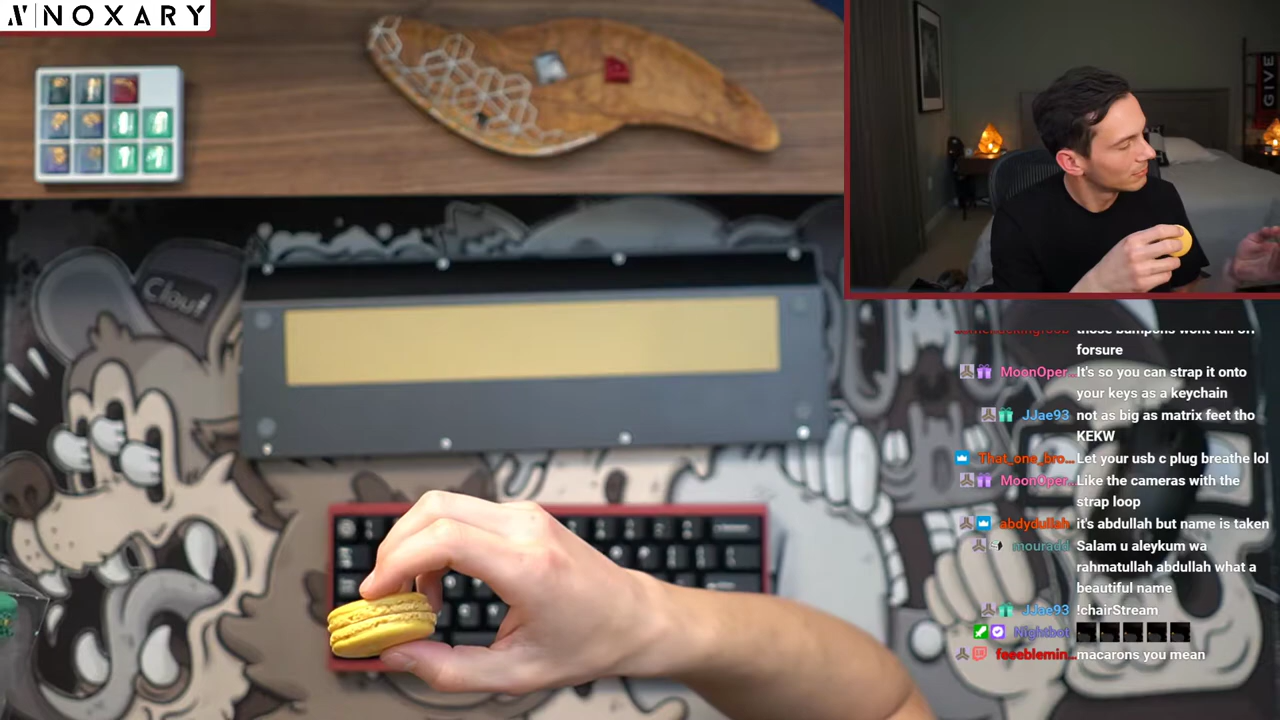 NOXARY
Clout
GIVE
those bumpons wont fall off
forsure
MoonOper... It's so you can strap it onto
your keys as a keychain
JJae93 not as big as matrix feet tho
KEKW
That_one_bro... Let your usb c plug breathe lol
MoonOper... Like the cameras with the
strap loop
abdydullah it's abdullah but name is taken
mouradl Salam u aleykum wa
rahmatullah abdullah what a
beautiful name
JJae93 !chairStream
Nightbot
feeeblemin... macarons you mean